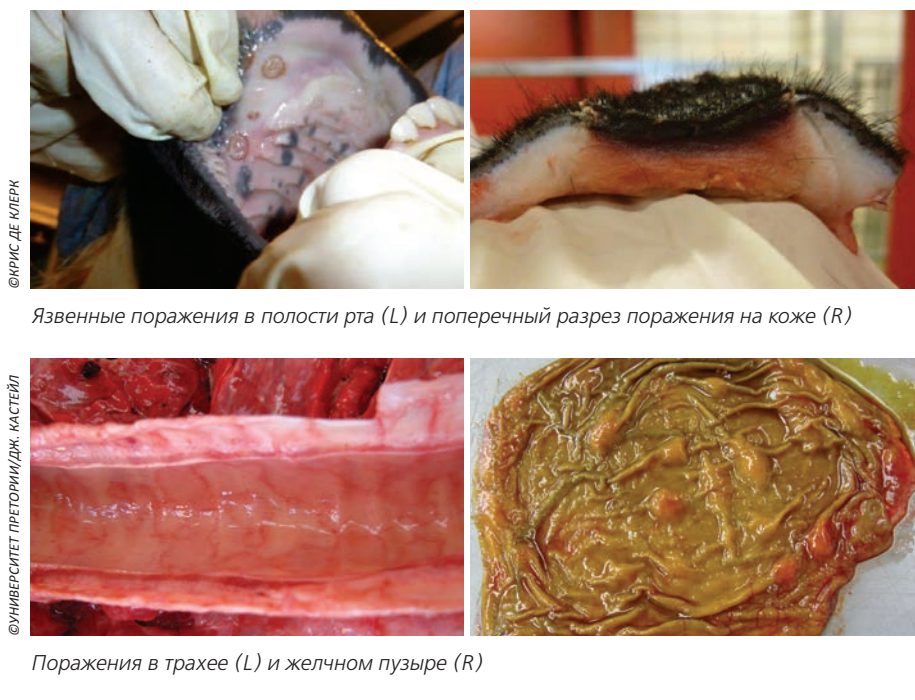 ©КРИС ДЕ КЛЕРК
Язвенные поражения в полости рта (L) и поперечный разрез поражения на коже (R)
©УНИВЕРСИТЕТ ПРЕТОРИИ/ДЖ. КАСТЕЙЛ
Поражения в трахее (L) и желчном пузыре (R)